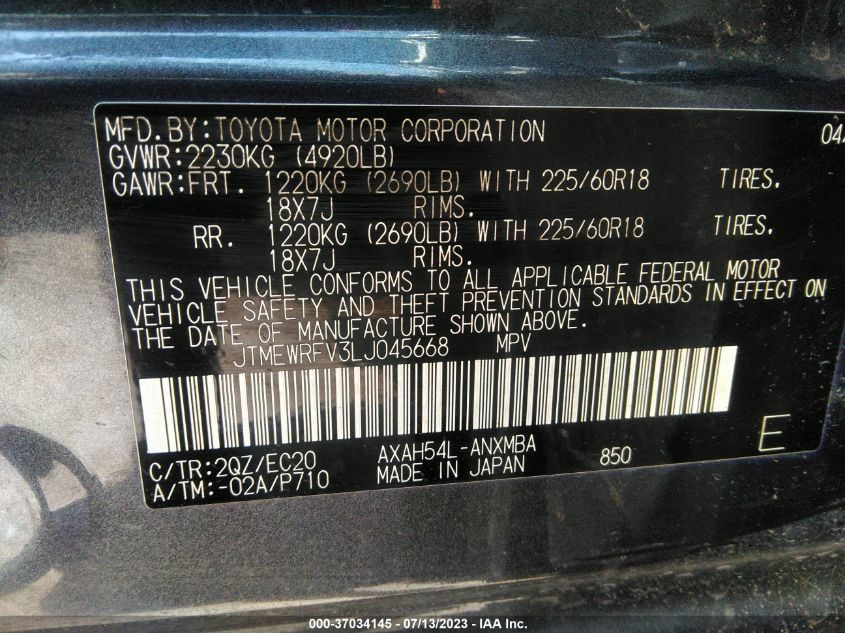 MFD.BY:TOYOTA MOTOR CORPORATION 04/
GVWR:2230KG (4920LB)
GAWR:FRT. 1220KG (2690LB) WITH 225/60R18 TIRES.
18X7J RIMS.
RR. 1220KG (2690LB) WITH 225/60R18 TIRES.
18X7J RIMS.
THIS VEHICLE CONFORMS TO ALL APPLICABLE FEDERAL MOTOR
VEHICLE SAFETY AND THEFT PREVENTION STANDARDS IN EFFECT ON
THE DATE OF MANUFACTURE SHOWN ABOVE.
JTMEWRFV3LJ045668 MPV
C/TR:2QZ/EC20 AXAH54L-ANXMBA 850 E
A/TM:-02A/P710 MADE IN JAPAN
000-37034145 - 07/13/2023 - IAA Inc.